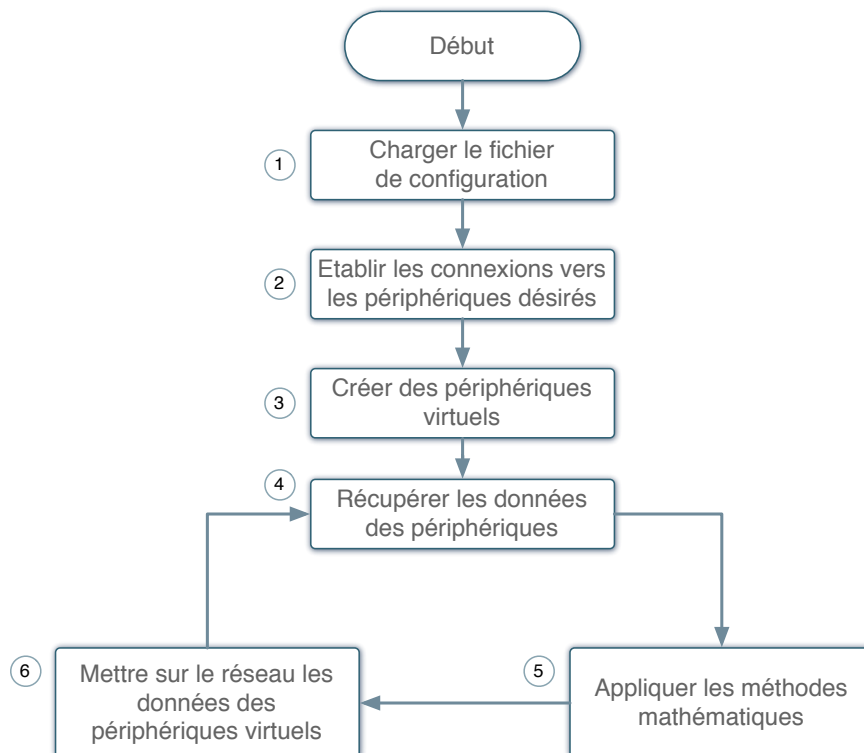 Début
1
Charger le fichier
de configuration
2
Etablir les connexions vers
les périphériques désirés
3
Créer des périphériques
virtuels
4
Récupérer les données
des périphériques
6
Mettre sur le réseau les
données des
périphériques virtuels
5
Appliquer les méthodes
mathématiques